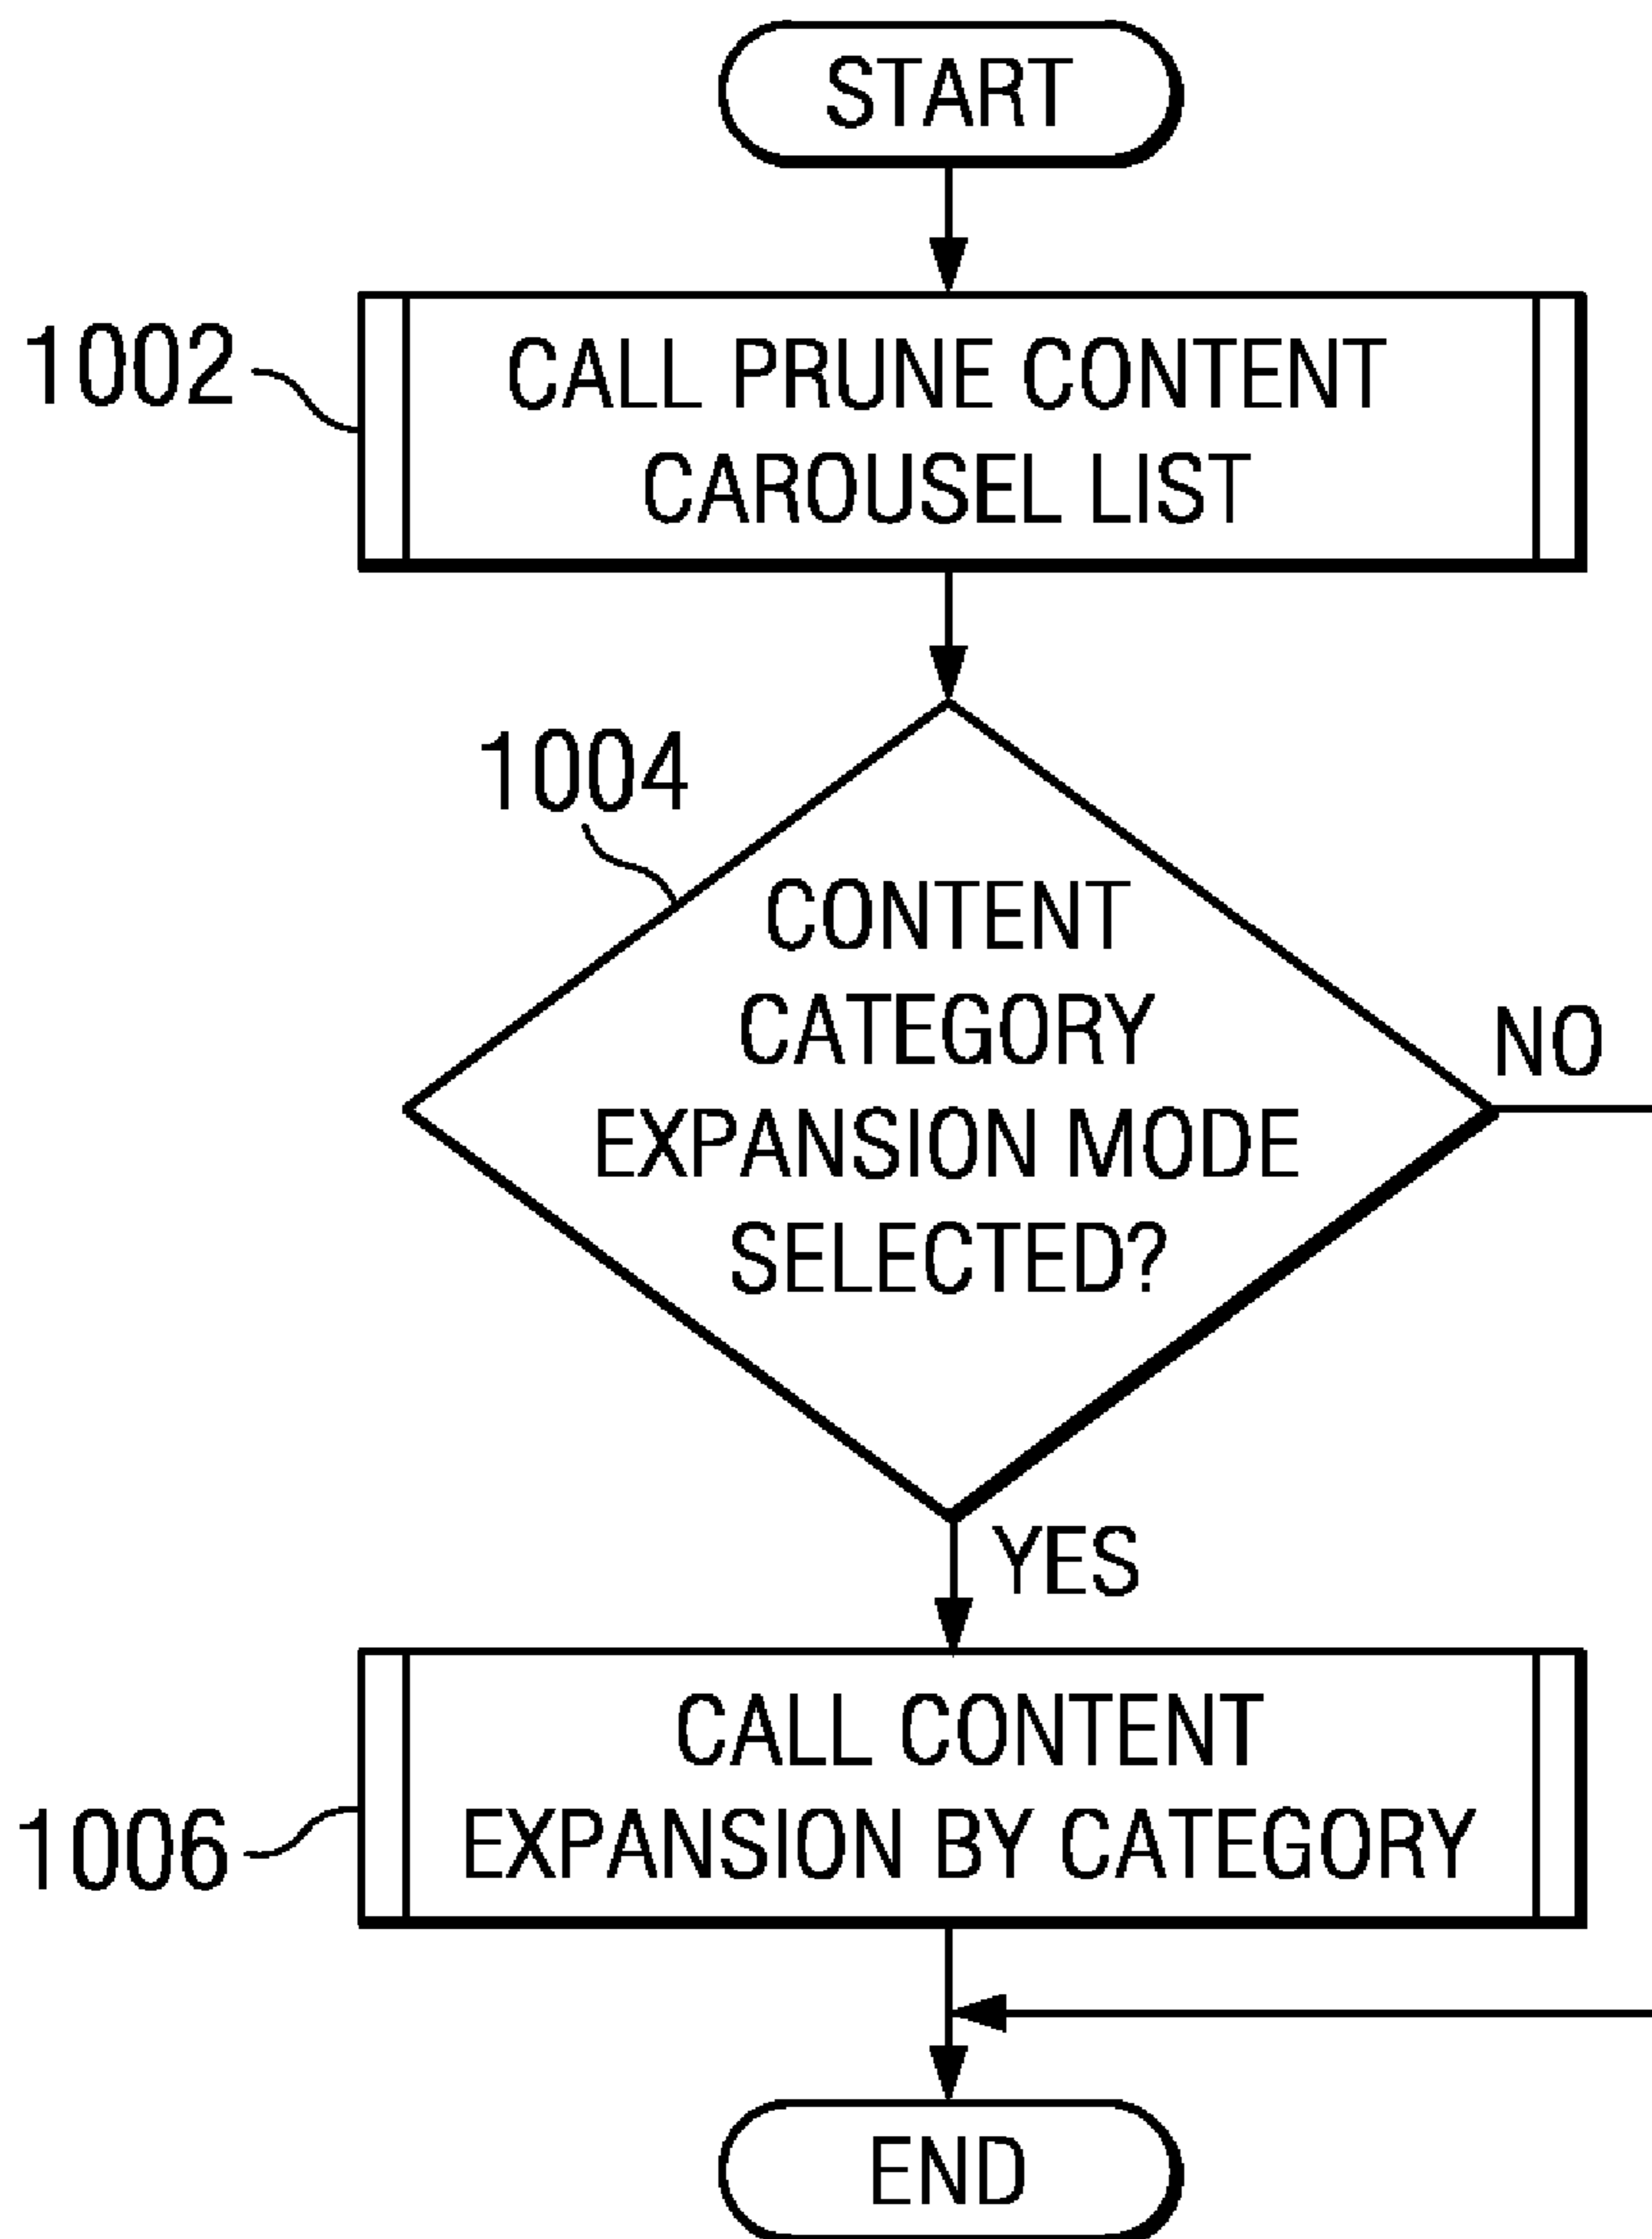 START
1002
CALL PRUNE CONTENT
CAROUSEL LIST
1004
CONTENT
CATEGORY
EXPANSION MODE
SELECTED?
NO
YES
CALL CONTENT
EXPANSION BY CATEGORY
1006
END